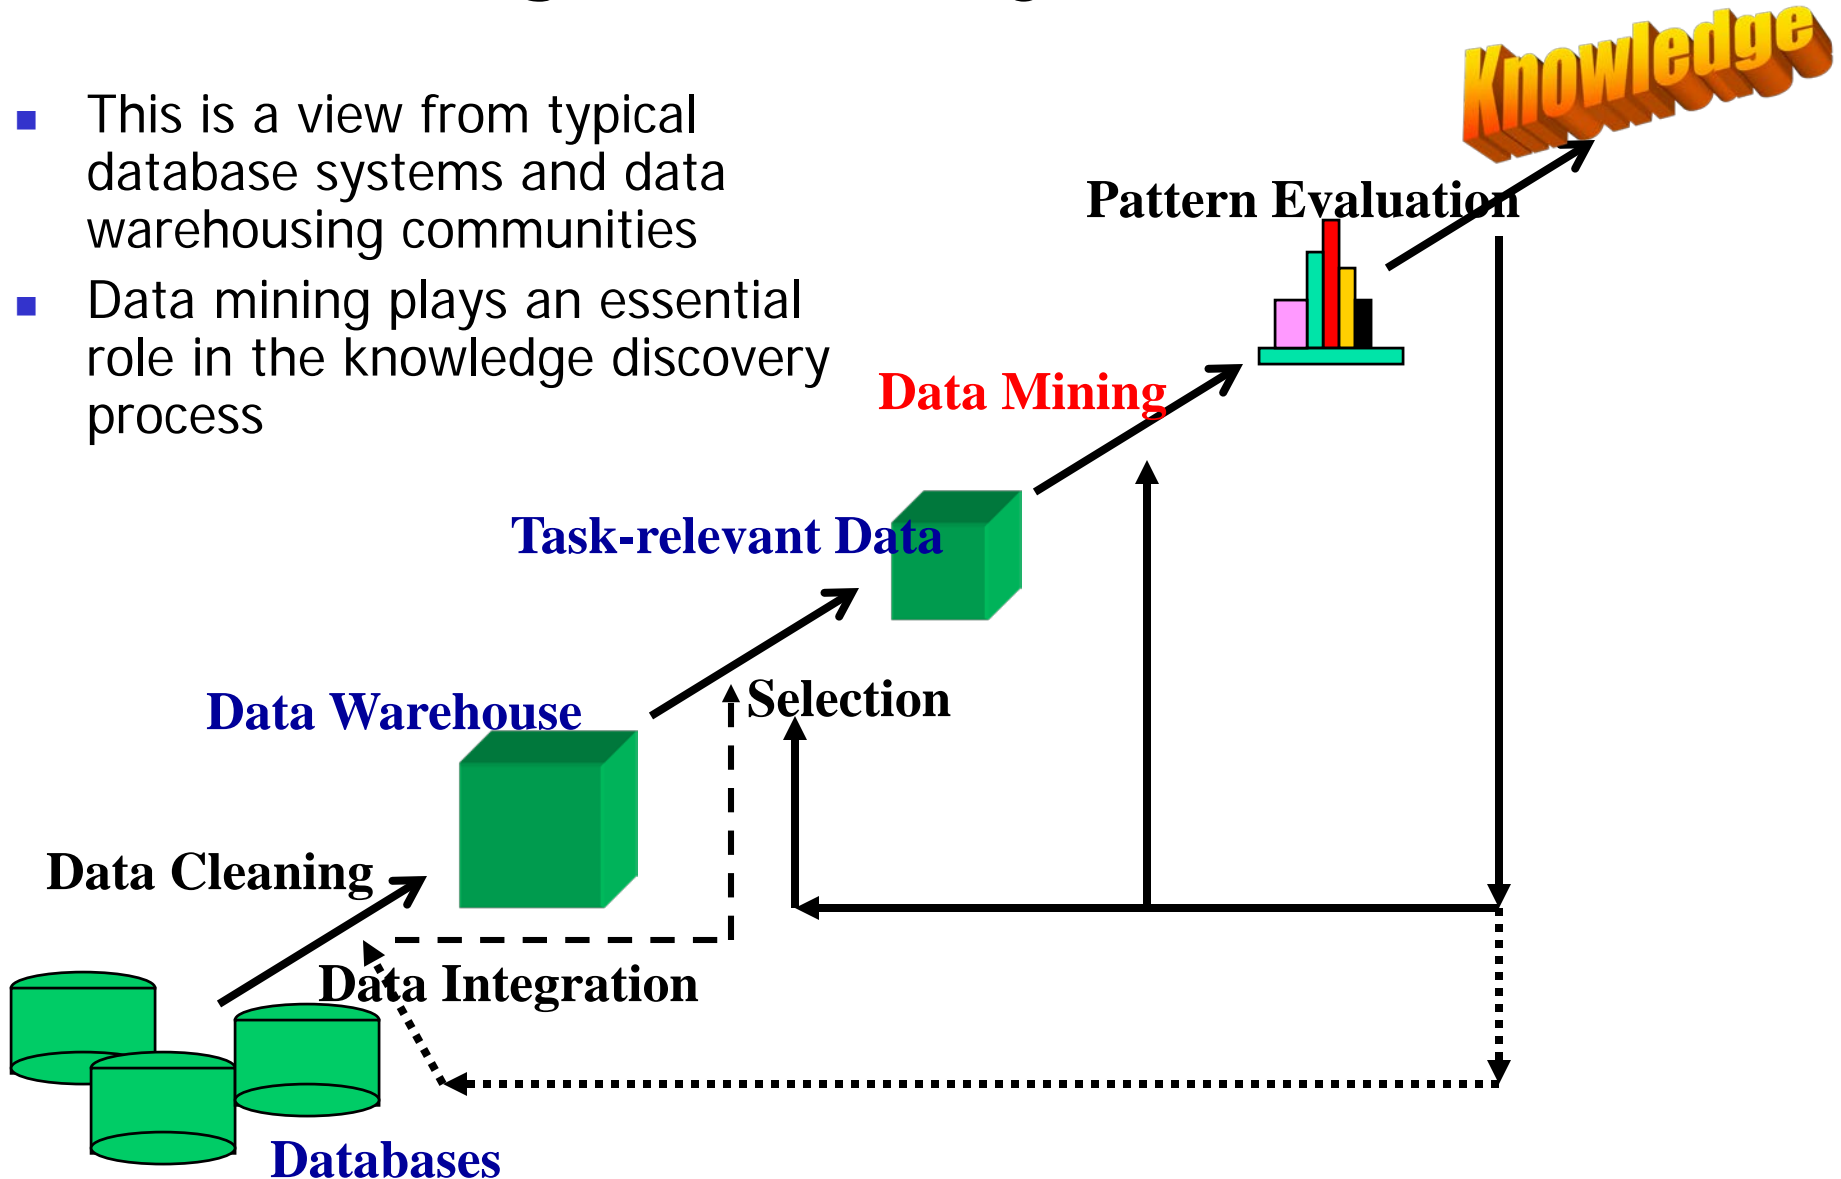 Knowledge
This is a view from typical
database systems and data
warehousing communities
Data mining plays an essential
role in the knowledge discovery
process
Pattern Evaluation
Data Mining
Task-relevant Data
Selection
Data Warehouse
Data Cleaning
Data Integration
Databases